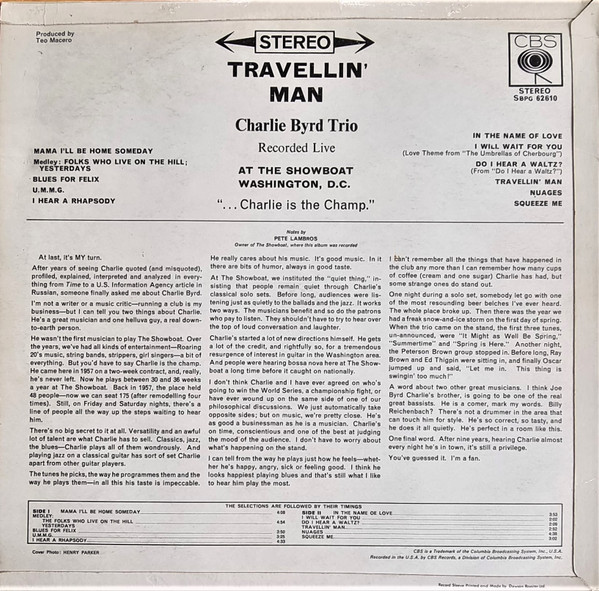 Produced by
Teo Macero
STEREO
TRAVELLIN'
MAN
Charlie Byrd Trio
Recorded Live
AT THE SHOWBOAT
WASHINGTON, D.C.
“... Charlie is the Champ.”
CBS
STEREO
SBPG 62610
MAMA I'LL BE HOME SOMEDAY
Medley: FOLKS WHO LIVE ON THE HILL;
YESTERDAYS
BLUES FOR FELIX
U.M.M.G.
I HEAR A RHAPSODY
IN THE NAME OF LOVE
I WILL WAIT FOR YOU
(Love Theme from "The Umbrellas of Cherbourg")
DO I HEAR A WALTZ?
(From "Do I Hear a Waltz?")
TRAVELLIN' MAN
NUAGES
SQUEEZE ME
Notes by
PETE LAMBROS
Owner of The Showboat, where this album was recorded
At last, it's MY turn.
After years of seeing Charlie quoted (and misquoted),
profiled, explained, interpreted and analyzed in every-
thing from Time to a U.S. Information Agency article in
Russian, someone finally asked me about Charlie Byrd.
I'm not a writer or a music critic—running a club is my
business—but I can tell you two things about Charlie.
He's a great musician and one helluva guy, a real down-
to-earth person.
He wasn't the first musician to play The Showboat. Over
the years, we've had all kinds of entertainment—Roaring
20's music, string bands, strippers, girl singers—a bit of
everything. But you'd have to say Charlie is the champ.
He came here in 1957 on a two-week contract, and, really,
he's never left. Now he plays between 30 and 36 weeks
a year at The Showboat. Back in 1957, the place held
48 people—now we can seat 175 (after remodelling four
times). Still, on Friday and Saturday nights, there's a
line of people all the way up the steps waiting to hear
him.
There's no big secret to it at all. Versatility and an awful
lot of talent are what Charlie has to sell. Classics, jazz,
the blues—Charlie plays all of them wondrously. And
playing jazz on a classical guitar has sort of set Charlie
apart from other guitar players.
The tunes he picks, the way he programmes them and the
way he plays them—in all this his taste is impeccable.
He really cares about his music. It's good music. In it
there are bits of humor, always in good taste.
At The Showboat, we instituted the "quiet thing," in-
sisting that people remain quiet through Charlie's
classical solo sets. Before long, audiences were lis-
tening just as quietly to the ballads and the jazz. It works
two ways. The musicians benefit and so do the patrons
who pay to listen. They shouldn't have to try to hear over
the top of loud conversation and laughter.
Charlie's started a lot of new directions himself. He gets
a lot of the credit, and rightfully so, for a tremendous
resurgence of interest in guitar in the Washington area.
And people were hearing bossa nova here at The Show-
boat a long time before it caught on nationally.
I don't think Charlie and I have ever agreed on who's
going to win the World Series, a championship fight, or
have ever wound up on the same side of one of our
philosophical discussions. We just automatically take
opposite sides; but on music, we're pretty close. He's
as good a businessman as he is a musician. Charlie's
on time, conscientious and one of the best at judging
the mood of the audience. I don't have to worry about
what's happening on the stand.
I can tell from the way he plays just how he feels—whet-
her he's happy, angry, sick or feeling good. I think he
looks happiest playing blues and that's still what I like
to hear him play the most.
I can't remember all the things that have happened in
the club any more than I can remember how many cups
of coffee (cream and one sugar) Charlie has had, but
some strange ones do stand out.
One night during a solo set, somebody let go with one
of the most resounding beer belches I've ever heard.
The whole place broke up. Then there was the year we
had a freak snow-and-ice storm on the first day of spring.
When the trio came on the stand, the first three tunes,
un-announced, were "It Might as Well Be Spring,"
"Summertime" and "Spring is Here." Another night,
the Peterson Brown group stopped in. Before long, Ray
Brown and Ed Thigpin were sitting in, and finally Oscar
jumped up and said, "Let me in. This thing is
swingin' too much!"
A word about two other great musicians. I think Joe
Byrd Charlie's brother, is going to be one of the real
great bassists. He is a comer, mark my words. Billy
Reichenbach? There's not a drummer in the area that
can touch him for style. He's so correct, so tasty, and
he does it all quietly. He's perfect in a room like this.
One final word. After nine years, hearing Charlie almost
every night he's in town, it's still a privilege.
You've guessed it. I'm a fan.
THE SELECTIONS ARE FOLLOWED BY THEIR TIMINGS
SIDE I MAMA I'LL BE HOME SOMEDAY
MEDLEY:
THE FOLKS WHO LIVE ON THE HILL
YESTERDAYS 4:54
BLUES FOR FELIX
U.M.M.G.
I HEAR A RHAPSODY
SIDE II IN THE NAME OF LOVE
I WILL WAIT FOR YOU
DO I HEAR A WALTZ
TRAVELLIN' MAN
NUAGES
SQUEEZE ME
Cover Photo: HENRY PARKER
CBS is a Trademark of the Columbia Broadcasting System, Inc., U.S.A.
Recorded in the U.S.A. by CBS Records, a Division of Columbia Broadcasting System, Inc.
Record Sleeve Printed and Made by